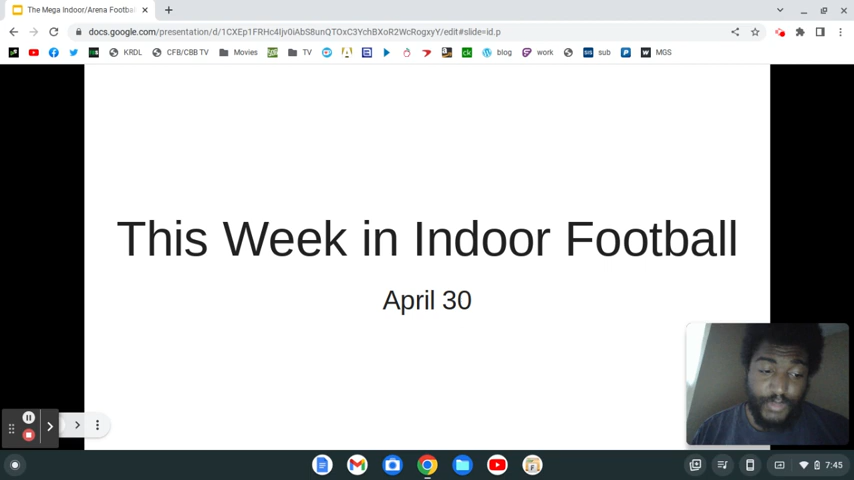 The Mega Indoor/Arena Footbal
docs.google.com/presentation/d/1CXEp1FRHc4Ijv0iAbS8unQTOxC3YchBXoR2WcRogxyY/edit#slide=id.p
KRDL CFB/CBB TV Movies TV blog work sub MGS
This Week in Indoor Football
April 30
7:45